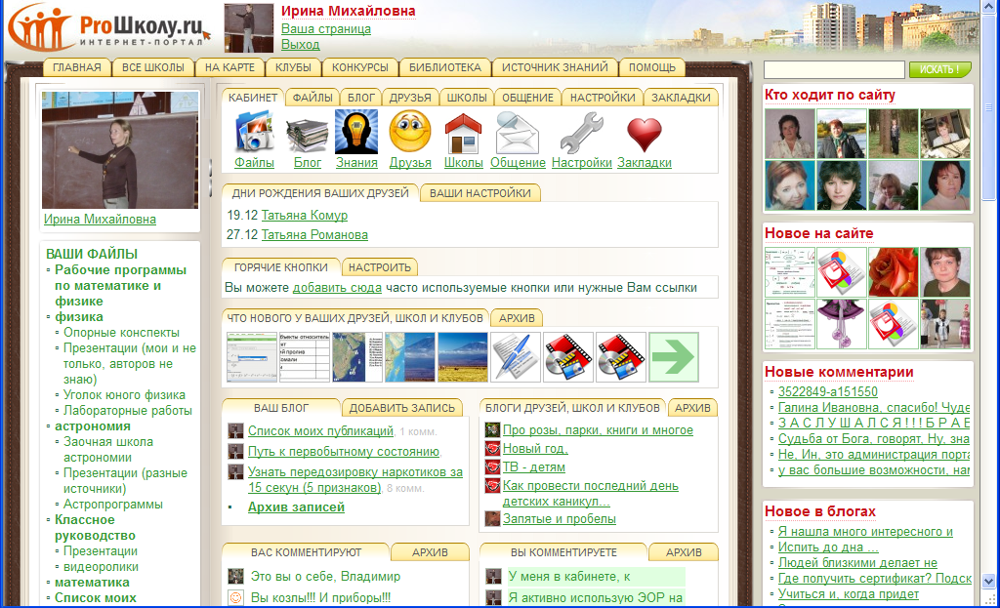 ProШколу.ru
ИНТЕРНЕТ-ПОРТАЛ
Ирина Михайловна
Ваша страница
Выход
ГЛАВНАЯ
ВСЕ ШКОЛЫ
НА КАРТЕ
КЛУБЫ
КОНКУРСЫ
БИБЛИОТЕКА
ИСТОЧНИК ЗНАНИЙ
ПОМОЩЬ
ИСКАТЬ !
Ирина Михайловна
ВАШИ ФАЙЛЫ
Рабочие программы
по математике и
физике
физика
Опорные конспекты
Презентации (мои и не
только, авторов не
знаю)
Уголок юного физика
Лабораторные работы
астрономия
Заочная школа
астрономии
Презентации (разные
источники)
Астропрограммы
Классное
руководство
Презентации
видеоролики
математика
Список моих
КАБИНЕТ
ФАЙЛЫ
БЛОГ
ДРУЗЬЯ
ШКОЛЫ
ОБЩЕНИЕ
НАСТРОЙКИ
ЗАКЛАДКИ
Файлы
Блог
Знания
Друзья
Школы
Общение
Настройки
Закладки
ДНИ РОЖДЕНИЯ ВАШИХ ДРУЗЕЙ
ВАШИ НАСТРОЙКИ
19.12 Татьяна Комур
27.12 Татьяна Романова
ГОРЯЧИЕ КНОПКИ
НАСТРОИТЬ
Вы можете добавить сюда часто используемые кнопки или нужные Вам ссылки
ЧТО НОВОГО У ВАШИХ ДРУЗЕЙ, ШКОЛ И КЛУБОВ
АРХИВ
ВАШ БЛОГ
ДОБАВИТЬ ЗАПИСЬ
Список моих публикаций. 1 комм.
Путь к первобытному состоянию.
Узнать передозировку наркотиков за
15 секун (5 признаков). 8 комм.
Архив записей
БЛОГИ ДРУЗЕЙ, ШКОЛ И КЛУБОВ
АРХИВ
Про розы, парки, книги и многое
Новый год.
ТВ - детям
Как провести последний день
детских каникул...
Запятые и пробелы
ВАС КОММЕНТИРУЮТ
АРХИВ
Это вы о себе, Владимир
Вы козлы!!! И приборы!!!
ВЫ КОММЕНТИРУЕТЕ
АРХИВ
У меня в кабинете, к
Я активно использую ЭОР на
Кто ходит по сайту
Новое на сайте
Новые комментарии
3522849-a151550
Галина Ивановна, спасибо! Чуде
З А С Л У Ш А Л С Я ! ! ! Б Р А В
Судьба от Бога, говорят. Ну, зна
Не, Ин, это администрация порта
у вас большие возможности, нам
Новое в блогах
Я нашла много интересного и
Испить до дна ...
Людей близкими делает не
Где получить сертификат? Подск
Учиться и, когда придет